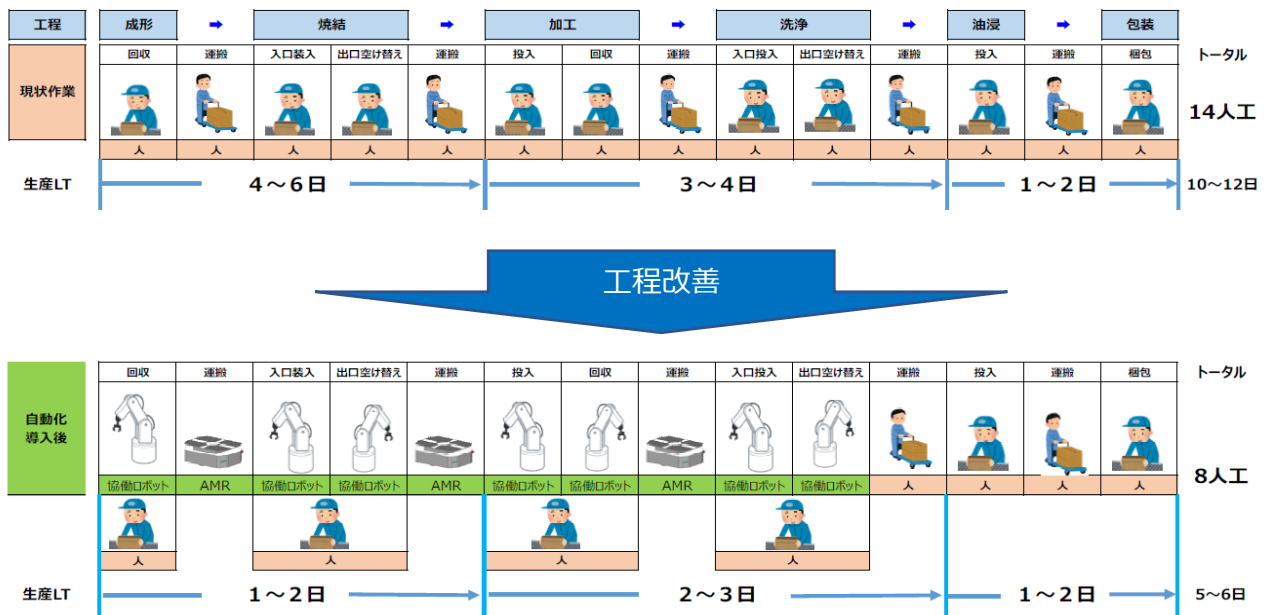 工程 成形 ➡ 焼結 ➡ 加工 ➡ 洗浄 ➡ 油浸 ➡ 包装
回収 運搬 入口装入 出口空け替え 運搬 投入 回収 運搬 入口投入 出口空け替え 運搬 投入 運搬 梱包 トータル
現状作業
14人工
人 人 人 人 人 人 人 人 人 人 人 人 人 人
生産LT 4～6日 3～4日 1～2日 10～12日
工程改善
回収 運搬 入口装入 出口空け替え 運搬 投入 回収 運搬 入口投入 出口空け替え 運搬 投入 運搬 梱包 トータル
自動化
導入後
8人工
協働ロボット AMR 協働ロボット 協働ロボット AMR 協働ロボット 協働ロボット AMR 協働ロボット 協働ロボット 人 人 人 人
人 人 人 人
生産LT 1～2日 2～3日 1～2日 5～6日